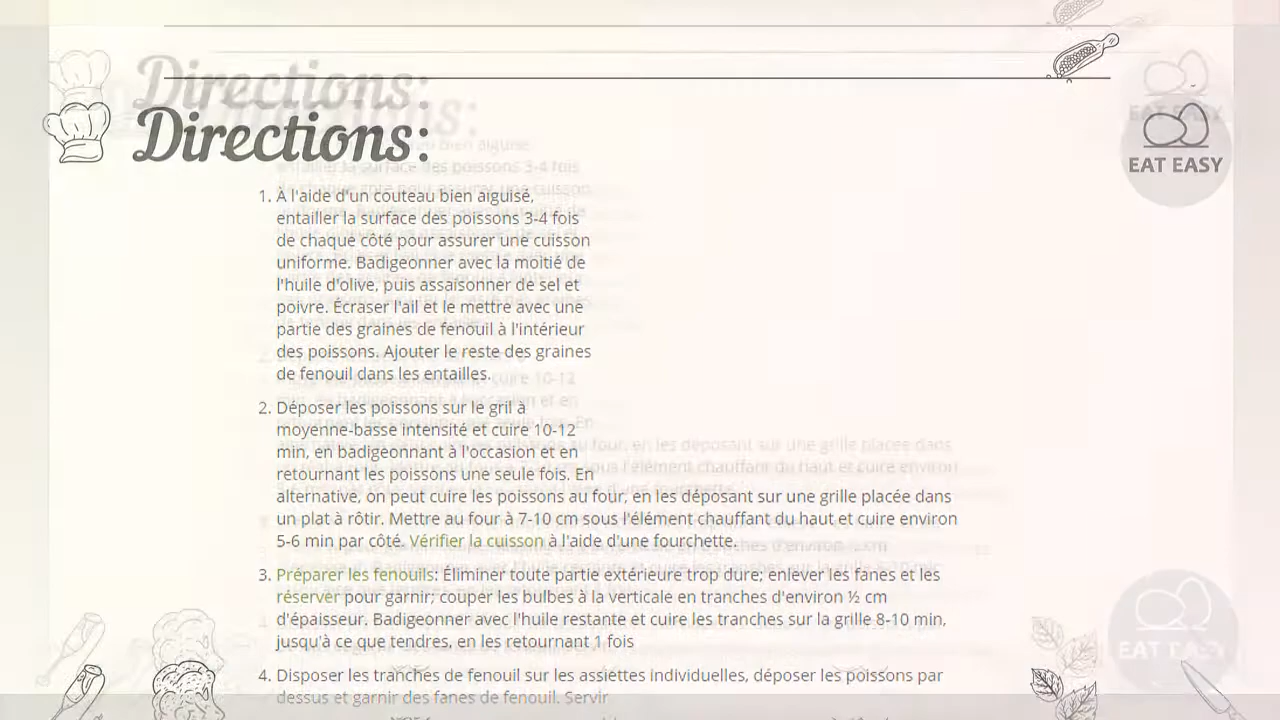 Directions:
EAT EASY
1. À l'aide d'un couteau bien aiguisé,
entailler la surface des poissons 3-4 fois
de chaque côté pour assurer une cuisson
uniforme. Badigeonner avec la moitié de
l'huile d'olive, puis assaisonner de sel et
poivre. Écraser l'ail et le mettre avec une
partie des graines de fenouil à l'intérieur
des poissons. Ajouter le reste des graines
de fenouil dans les entailles.
2. Déposer les poissons sur le gril à
moyenne-basse intensité et cuire 10-12
min, en badigeonnant à l'occasion et en
retournant les poissons une seule fois. En
alternative, on peut cuire les poissons au four, en les déposant sur une grille placée dans
un plat à rôtir. Mettre au four à 7-10 cm sous l'élément chauffant du haut et cuire environ
5-6 min par côté. Vérifier la cuisson à l'aide d'une fourchette.
3. Préparer les fenouils: Éliminer toute partie extérieure trop dure; enlever les fanes et les
réserver pour garnir; couper les bulbes à la verticale en tranches d'environ ½ cm
d'épaisseur. Badigeonner avec l'huile restante et cuire les tranches sur la grille 8-10 min,
jusqu'à ce que tendres, en les retournant 1 fois
4. Disposer les tranches de fenouil sur les assiettes individuelles, déposer les poissons par
dessus et garnir des fanes de fenouil. Servir
EAT EASY